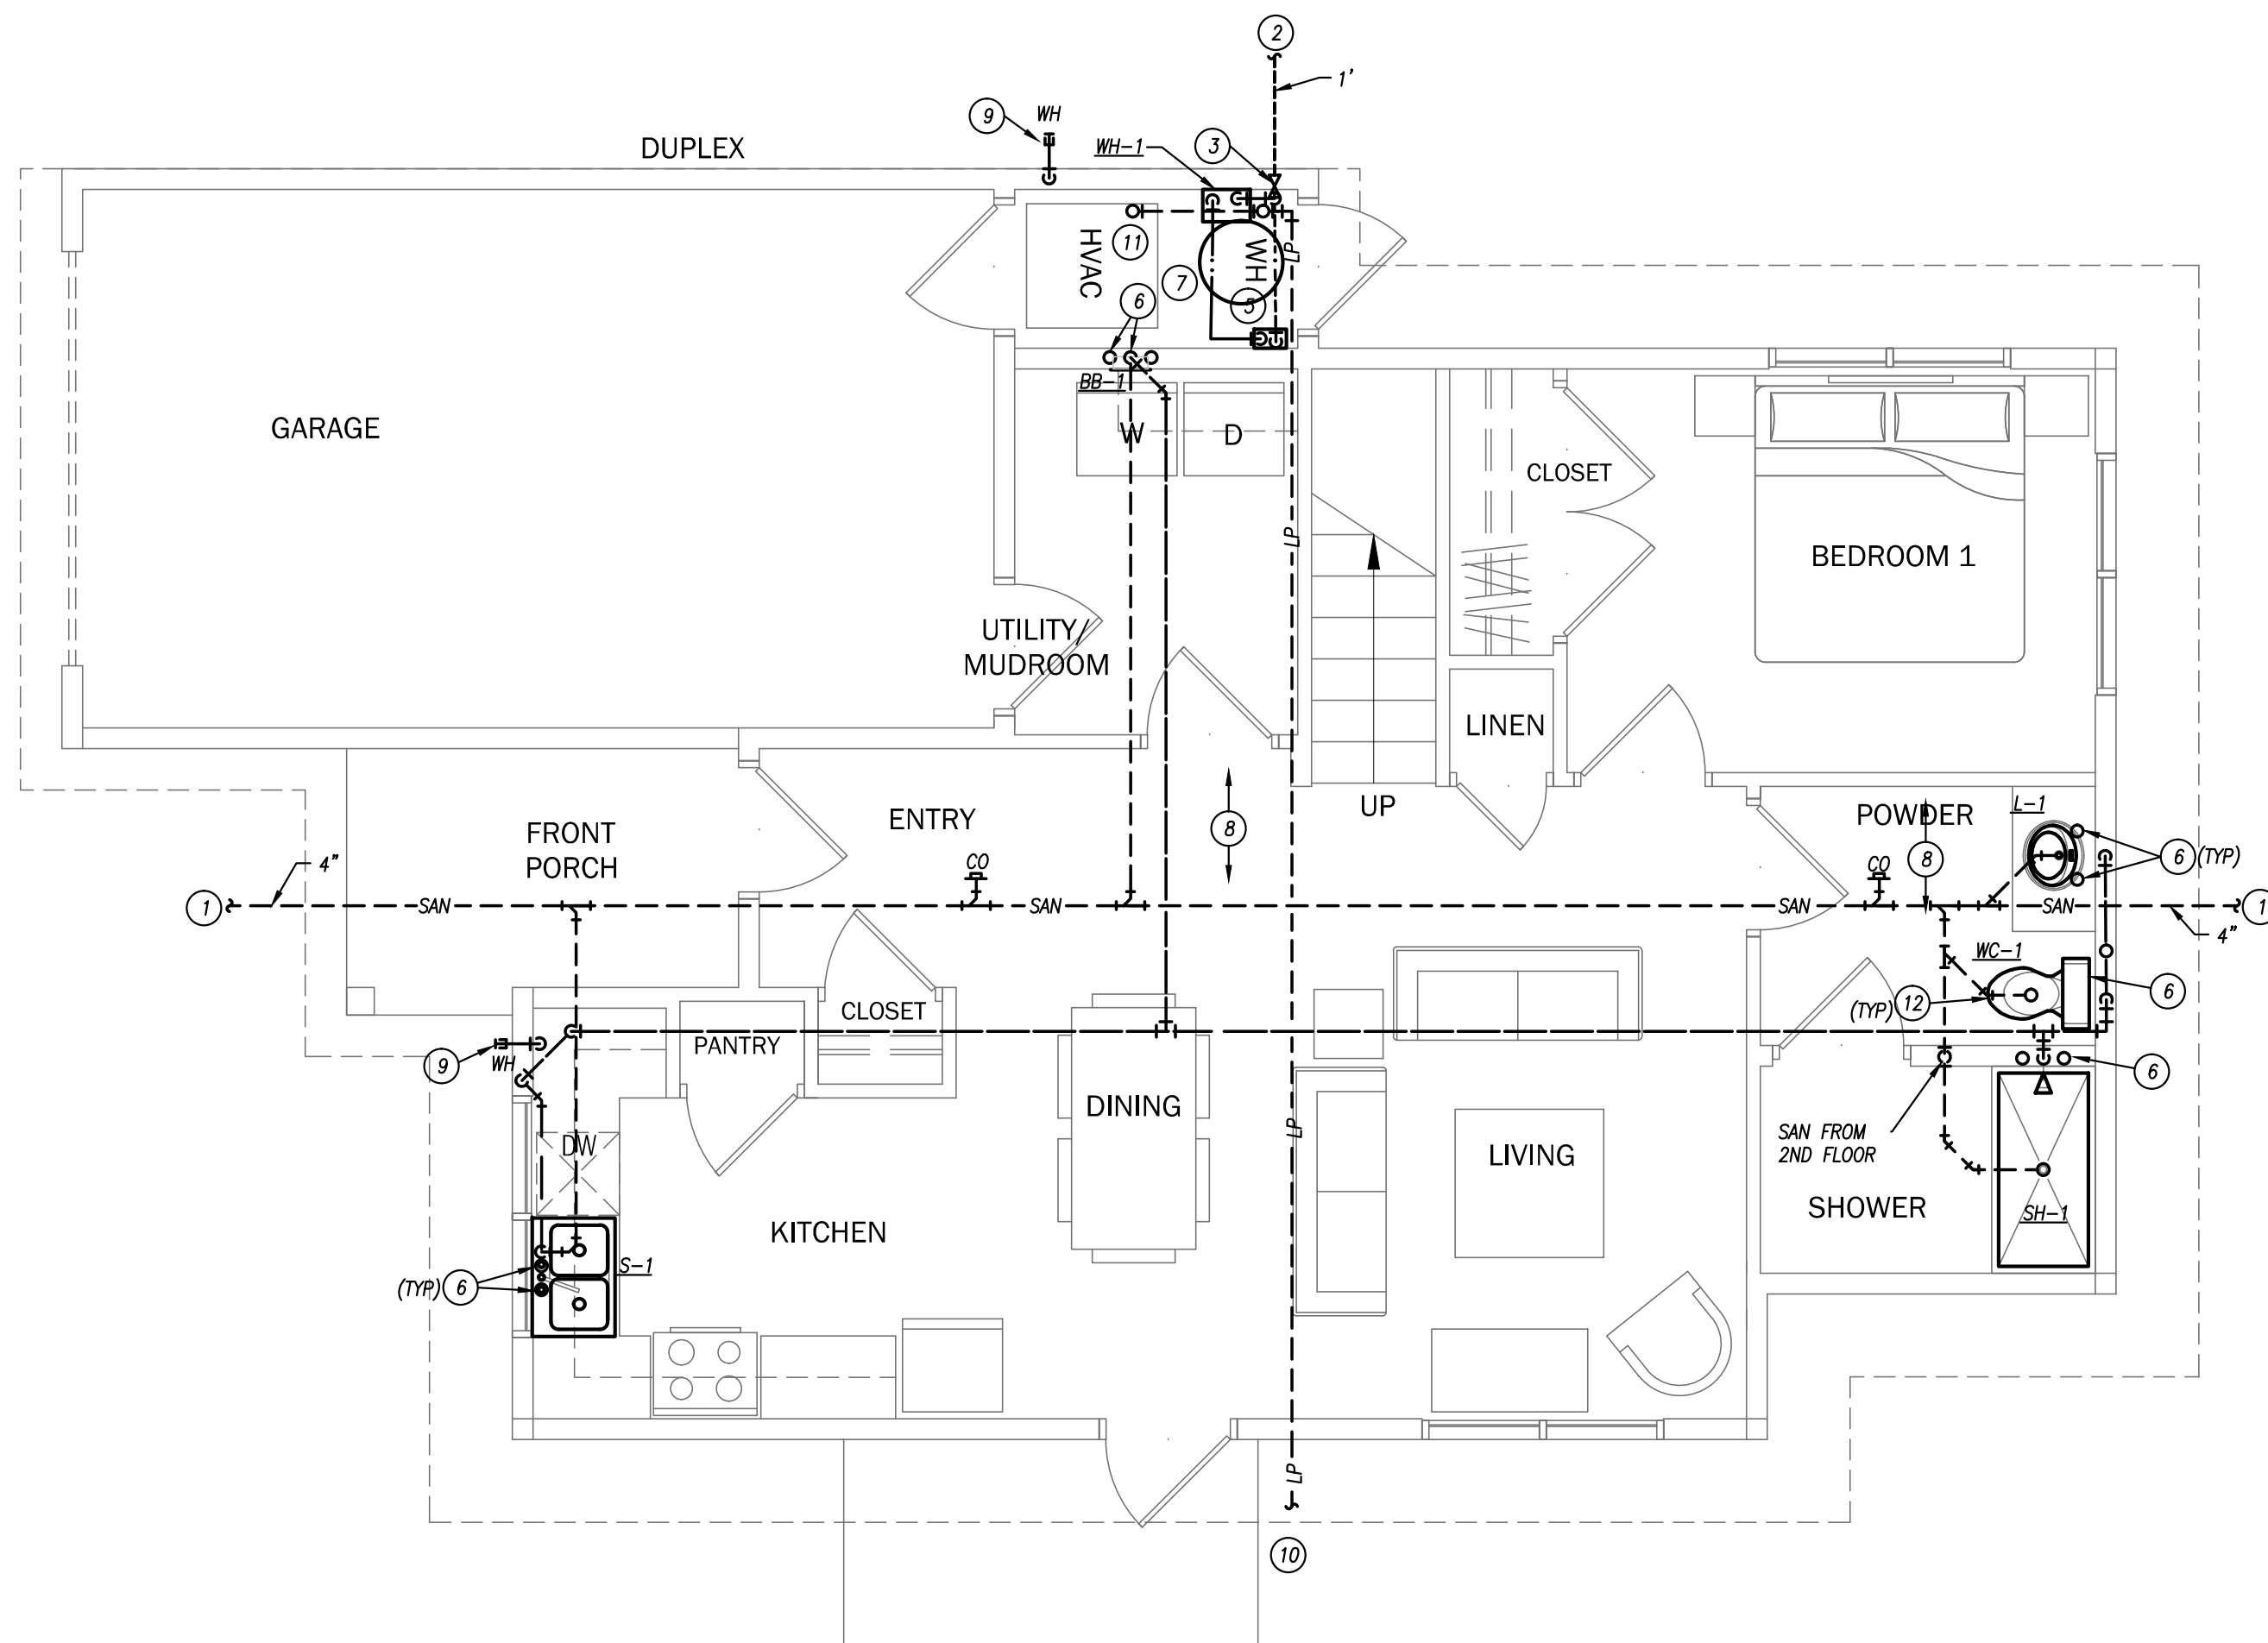 2
1'
9
WH
WH-1
3
DUPLEX
HVAC
11
7
WH
LP
5
6
BB-1
GARAGE
W
D
CLOSET
LP
BEDROOM 1
UTILITY/
MUDROOM
LINEN
UP
ENTRY
8
FRONT
PORCH
POWDER
L-1
4"
CO
CO
8
6
(TYP)
1
SAN
SAN
SAN
SAN
1
4"
WC-1
6
12
(TYP)
CLOSET
PANTRY
9
WH
6
DINING
LP
DW
LIVING
SAN FROM
2ND FLOOR
SHOWER
SH-1
KITCHEN
S-1
(TYP)
6
LP
10